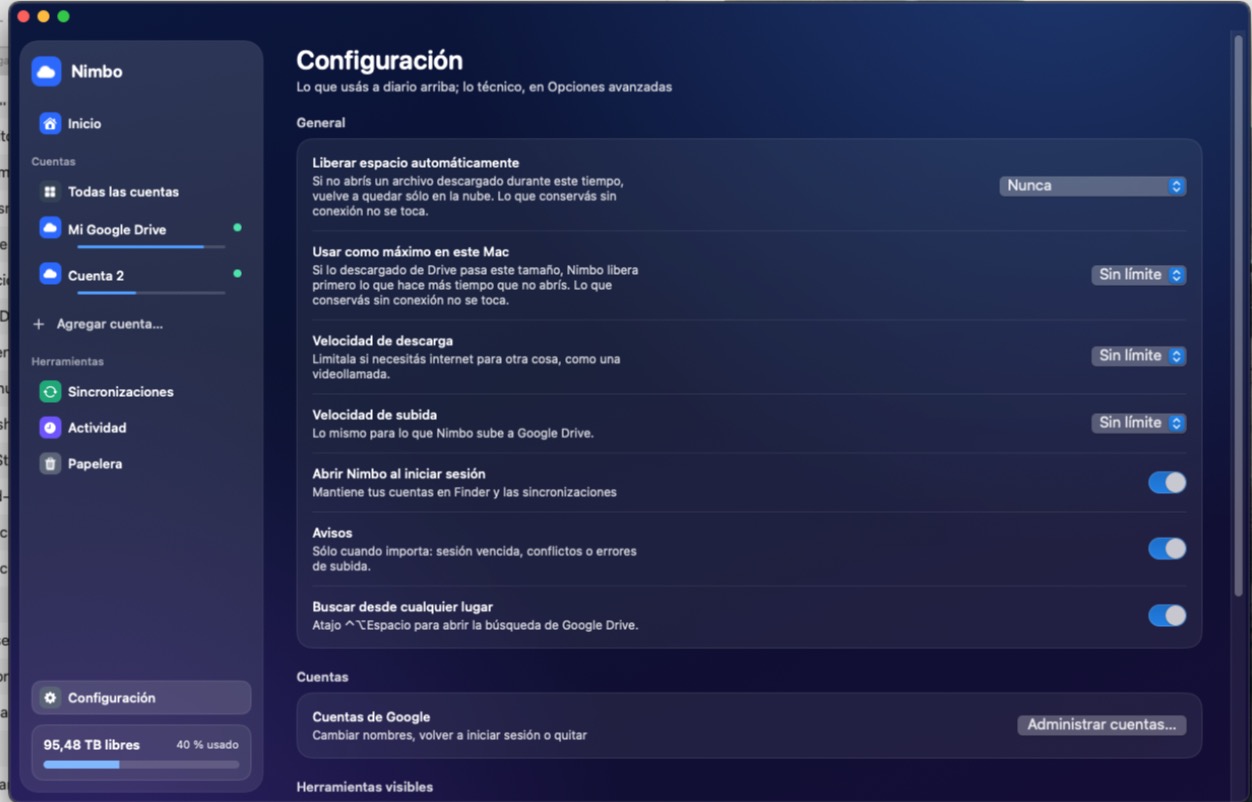 Nimbo
Inicio
Cuentas
Todas las cuentas
Mi Google Drive
Cuenta 2
+ Agregar cuenta...
Herramientas
Sincronizaciones
Actividad
Papelera
Configuración
95,48 TB libres 40 % usado
Configuración
Lo que usás a diario arriba; lo técnico, en Opciones avanzadas
General
Liberar espacio automáticamente
Si no abrís un archivo descargado durante este tiempo,
vuelve a quedar sólo en la nube. Lo que conservás sin
conexión no se toca.
Nunca
Usar como máximo en este Mac
Si lo descargado de Drive pasa este tamaño, Nimbo libera
primero lo que hace más tiempo que no abrís. Lo que
conservás sin conexión no se toca.
Sin límite
Velocidad de descarga
Limitala si necesitás internet para otra cosa, como una
videollamada.
Sin límite
Velocidad de subida
Lo mismo para lo que Nimbo sube a Google Drive.
Sin límite
Abrir Nimbo al iniciar sesión
Mantiene tus cuentas en Finder y las sincronizaciones
Avisos
Sólo cuando importa: sesión vencida, conflictos o errores
de subida.
Buscar desde cualquier lugar
Atajo ^⌥Espacio para abrir la búsqueda de Google Drive.
Cuentas
Cuentas de Google
Cambiar nombres, volver a iniciar sesión o quitar
Administrar cuentas...
Herramientas visibles